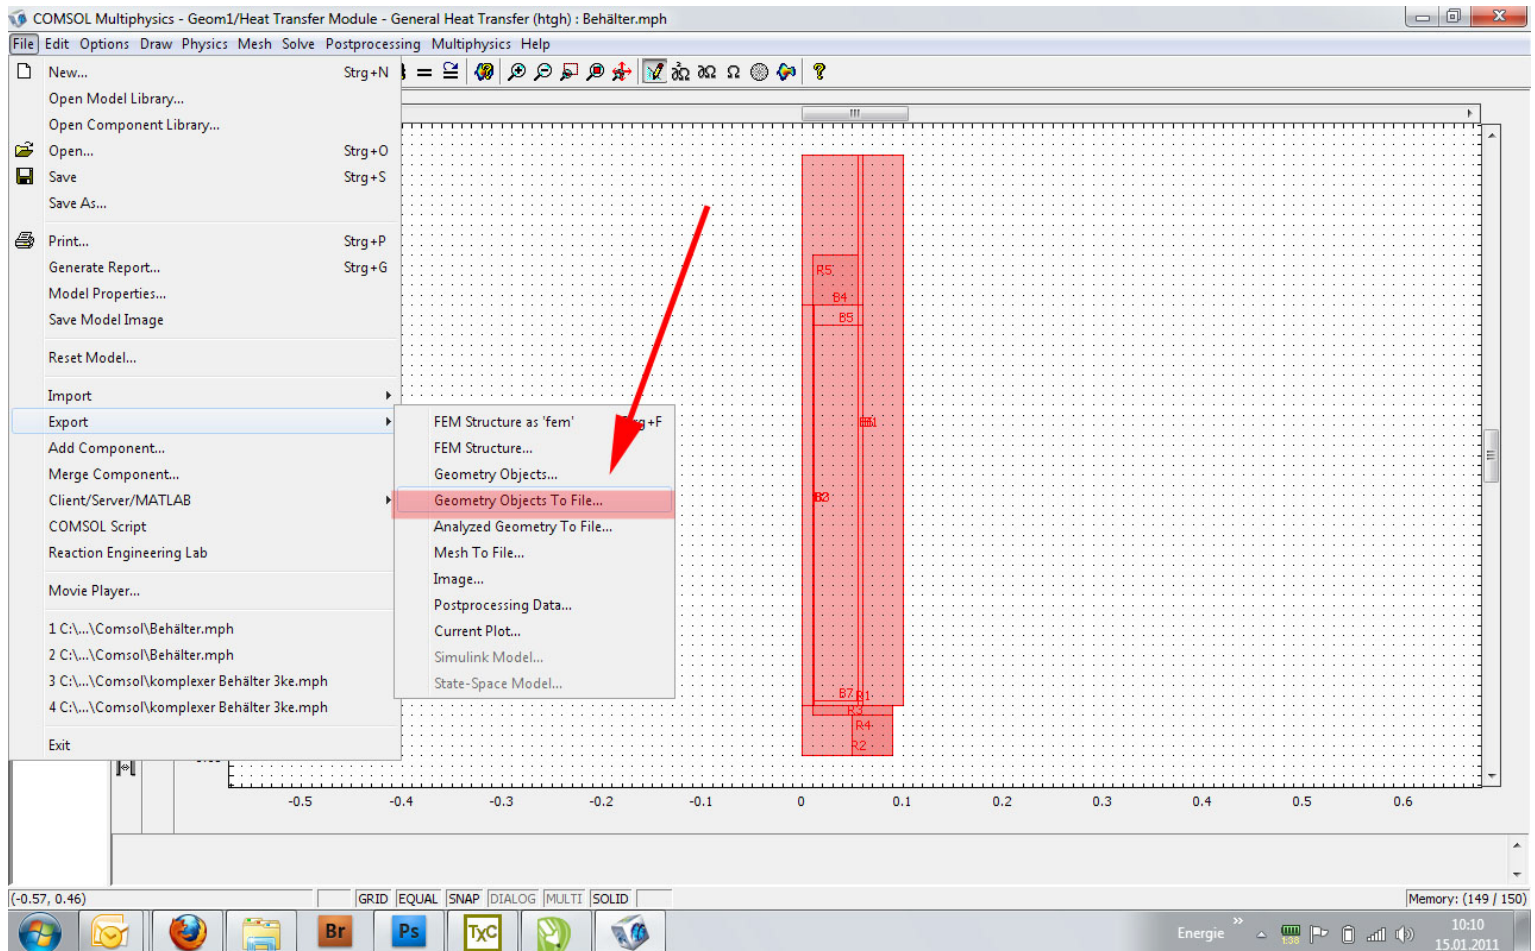 COMSOL Multiphysics - Geom1/Heat Transfer Module - General Heat Transfer (htgh) : Behälter.mph
File Edit Options Draw Physics Mesh Solve Postprocessing Multiphysics Help
New... Strg+N
Open Model Library...
Open Component Library...
Open... Strg+O
Save Strg+S
Save As...
Print... Strg+P
Generate Report... Strg+G
Model Properties...
Save Model Image
Reset Model...
Import
Export
Add Component...
Merge Component...
Client/Server/MATLAB
COMSOL Script
Reaction Engineering Lab
Movie Player...
1 C:\...\Comsol\Behälter.mph
2 C:\...\Comsol\Behälter.mph
3 C:\...\Comsol\komplexer Behälter 3ke.mph
4 C:\...\Comsol\komplexer Behälter 3ke.mph
Exit
FEM Structure as 'fem'
FEM Structure...
Geometry Objects...
Geometry Objects To File...
Analyzed Geometry To File...
Mesh To File...
Image...
Postprocessing Data...
Current Plot...
Simulink Model...
State-Space Model...
R5
B4
B5
B7 R1
R3
R4
R2
-0.5 -0.4 -0.3 -0.2 -0.1 0 0.1 0.2 0.3 0.4 0.5 0.6
(-0.57, 0.46) GRID EQUAL SNAP DIALOG MULTI SOLID Memory: (149 / 150)
Br Ps TXC Energie 1:38 10:10
15.01.2011